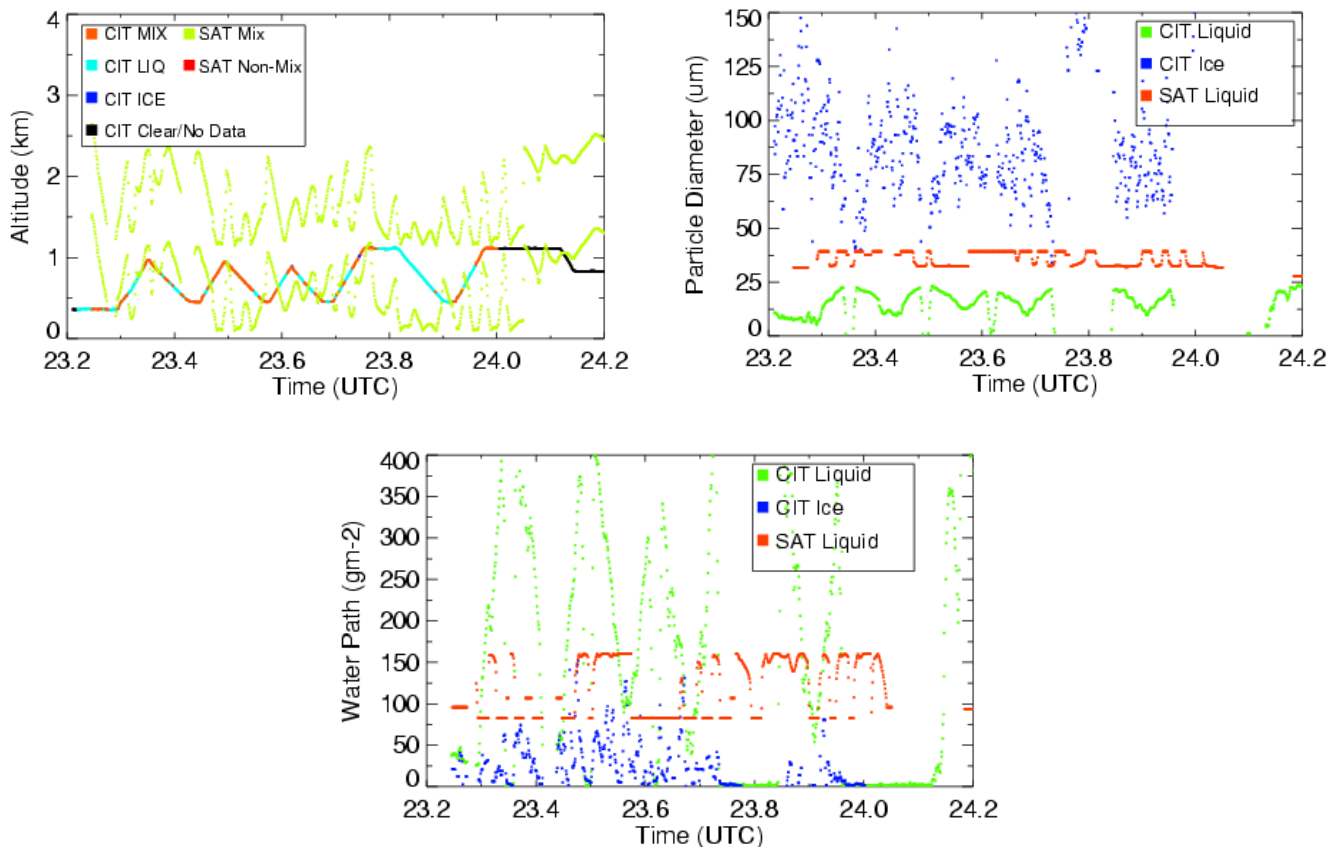 4
3
2
1
0
Altitude (km)
CIT MIX SAT Mix
CIT LIQ SAT Non-Mix
CIT ICE
CIT Clear/No Data
23.2 23.4 23.6 23.8 24.0 24.2
Time (UTC)
150
125
100
75
50
25
0
Particle Diameter (um)
CIT Liquid
CIT Ice
SAT Liquid
23.2 23.4 23.6 23.8 24.0 24.2
Time (UTC)
400
350
300
250
200
150
100
50
0
Water Path (gm-2)
CIT Liquid
CIT Ice
SAT Liquid
23.2 23.4 23.6 23.8 24.0 24.2
Time (UTC)